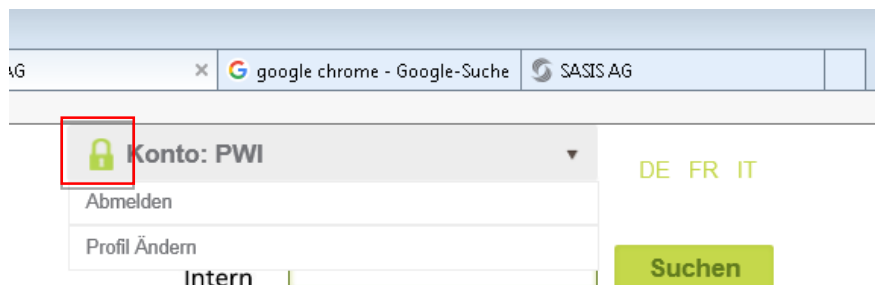 AG × google chrome - Google-Suche SASIS AG
Konto: PWI ▼
DE FR IT
Abmelden
Profil Ändern
Intern
Suchen